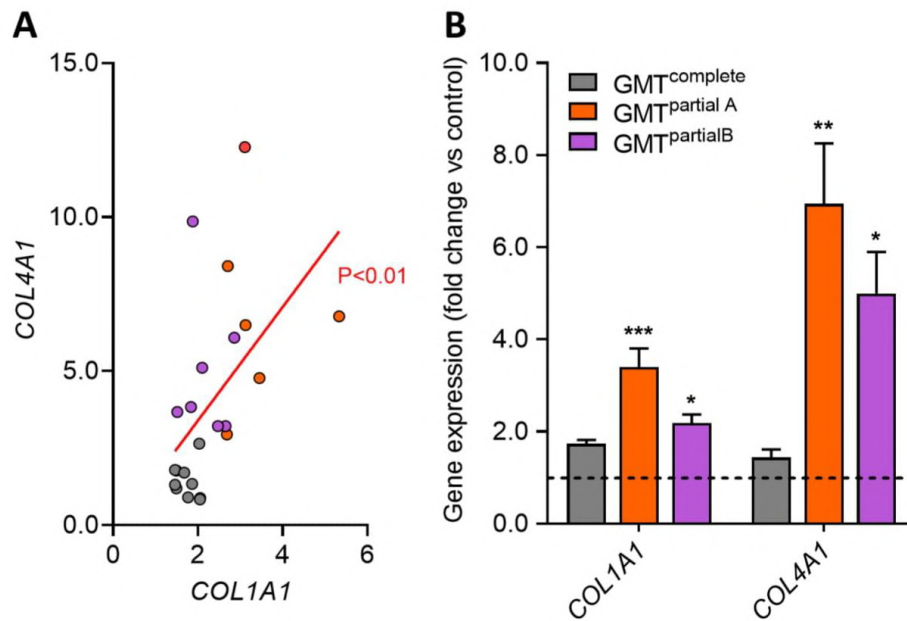 A
15.0
10.0
5.0
0.0
COL4A1
0 2 4 6
COL1A1
P<0.01
B
Gene expression (fold change vs control)
10.0
8.0
6.0
4.0
2.0
0.0
GMTcomplete
GMTpartial A
GMTpartialB
***
*
**
*
COL1A1
COL4A1